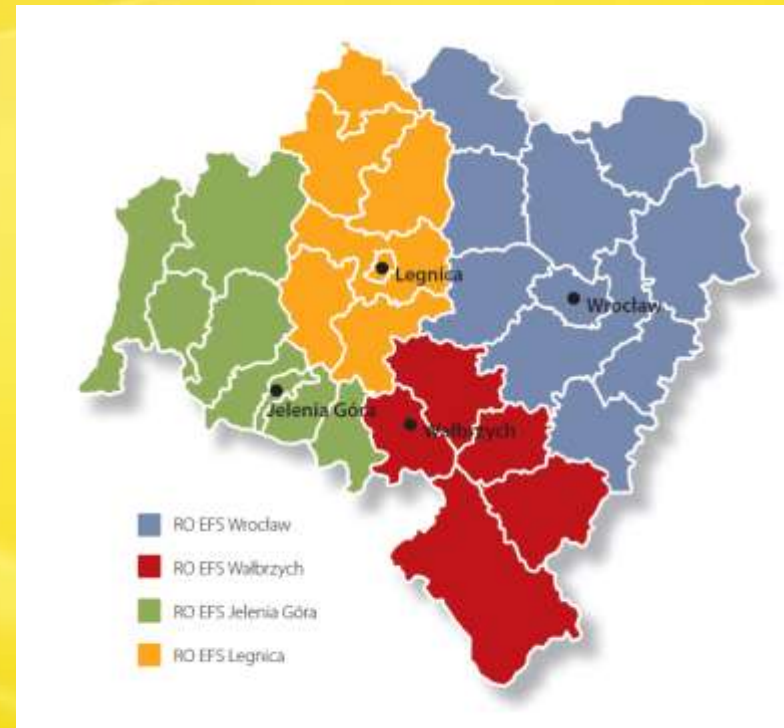 Legnica
Wrocław
Jelenia Góra
Wałbrzych
RO EFS Wrocław
RO EFS Wałbrzych
RO EFS Jelenia Góra
RO EFS Legnica